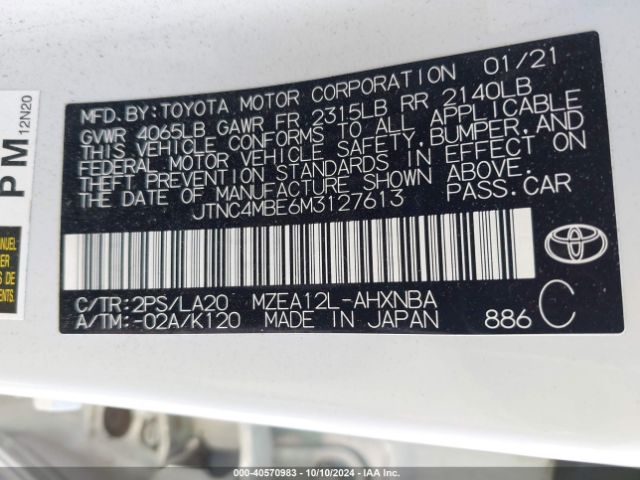 MFD. BY: TOYOTA MOTOR CORPORATION 01/21
GVWR 4065LB GAWR FR 2315LB RR 2140LB
THIS VEHICLE CONFORMS TO ALL APPLICABLE
FEDERAL MOTOR VEHICLE SAFETY, BUMPER, AND
THEFT PREVENTION STANDARDS IN EFFECT ON
THE DATE OF MANUFACTURE SHOWN ABOVE.
JTNC4MBE6M3127613 PASS. CAR
C/TR: 2PS/LA20 MZEA12L-AHXNBA
A/TM: -02A/K120 MADE IN JAPAN 886 C
PM 12N20
000-40570983 - 10/10/2024 - IAA Inc.